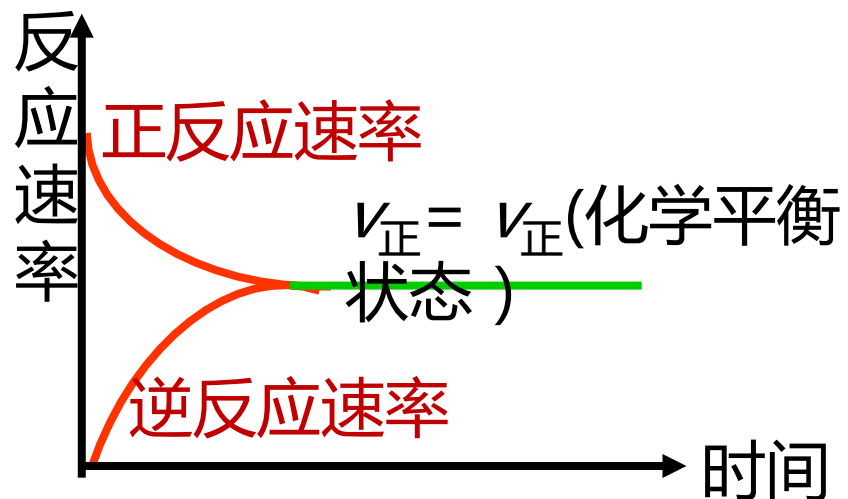 反应速率
正反应速率
v正= v正(化学平衡
状态 )
逆反应速率
时间